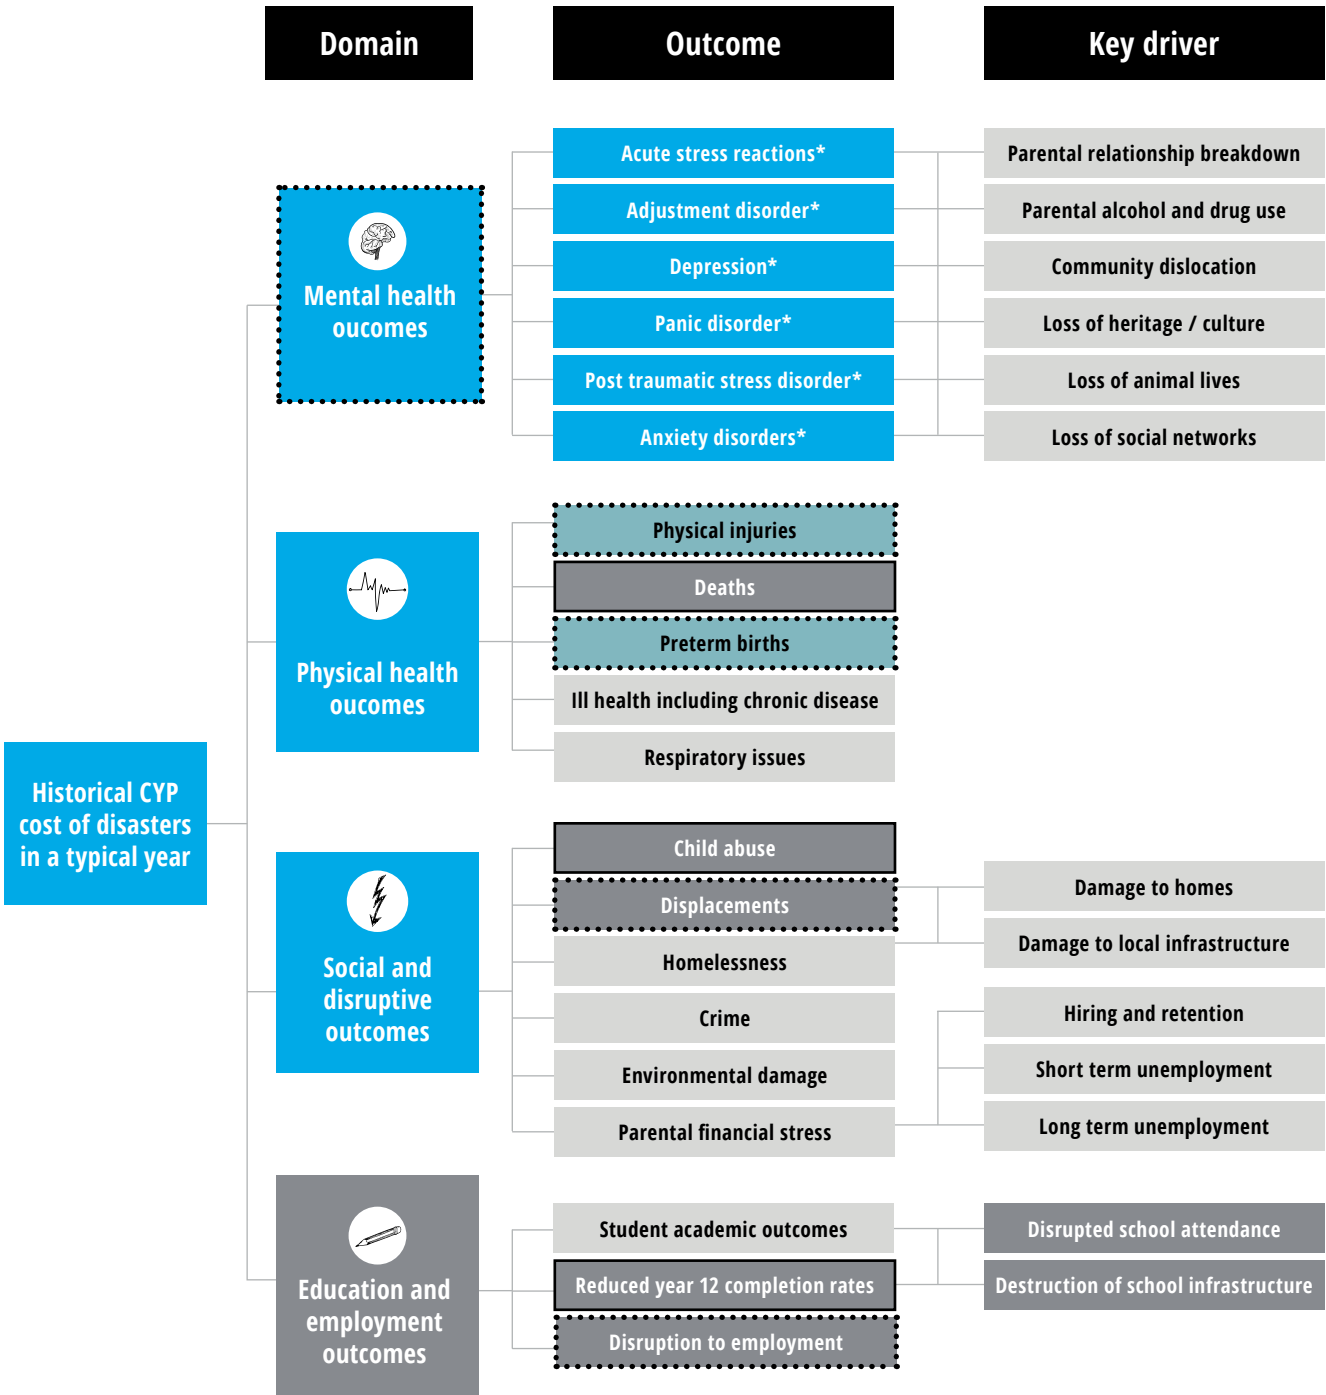 Domain
Outcome
Key driver
Historical CYP
cost of disasters
in a typical year
Mental health
oucomes
Acute stress reactions*
Adjustment disorder*
Depression*
Panic disorder*
Post traumatic stress disorder*
Anxiety disorders*
Parental relationship breakdown
Parental alcohol and drug use
Community dislocation
Loss of heritage / culture
Loss of animal lives
Loss of social networks
Physical health
oucomes
Physical injuries
Deaths
Preterm births
Ill health including chronic disease
Respiratory issues
Social and
disruptive
outcomes
Child abuse
Displacements
Homelessness
Crime
Environmental damage
Parental financial stress
Damage to homes
Damage to local infrastructure
Hiring and retention
Short term unemployment
Long term unemployment
Education and
employment
outcomes
Student academic outcomes
Reduced year 12 completion rates
Disruption to employment
Disrupted school attendance
Destruction of school infrastructure